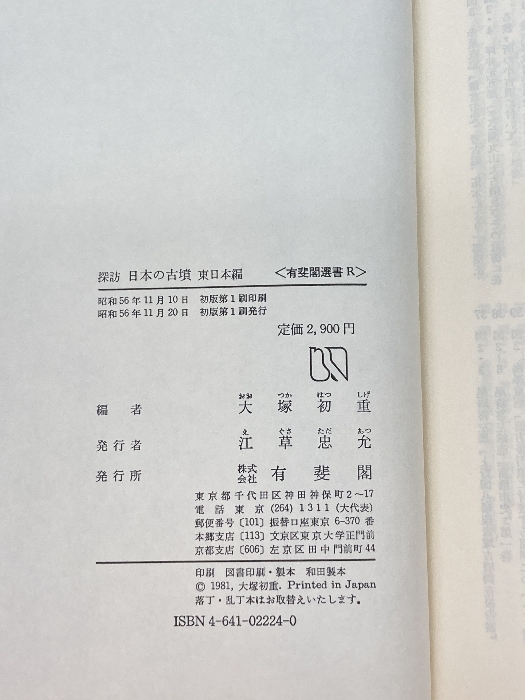 探訪 日本の古墳 東日本編 <有斐閣選書 R>
昭和56年11月10日 初版第1刷印刷
昭和56年11月20日 初版第1刷発行
定価2,900円
おお つか はつ しげ
編者 大塚初重
え ぐさ ただ あつ
発行者 江草忠允
発行所 株式会社 有斐閣
東京都千代田区神田神保町2～17
電話 東京 (264) 1311 (大代表)
郵便番号〔101〕振替口座東京6-370番
本郷支店〔113〕文京区東京大学正門前
京都支店〔606〕左京区田中門前町44
印刷 図書印刷・製本 和田製本
© 1981, 大塚初重. Printed in Japan
落丁・乱丁本はお取替えいたします。
ISBN 4-641-02224-0